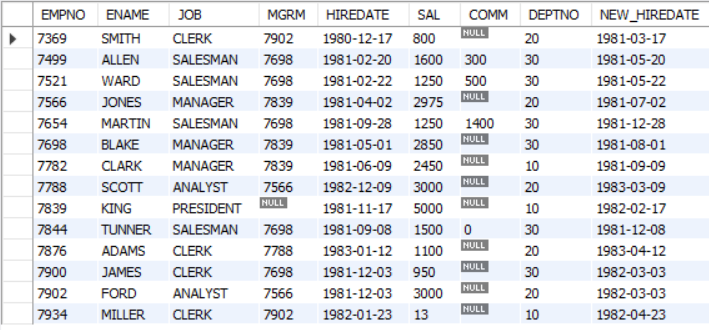 EMPNO ENAME JOB MGRM HIREDATE SAL COMM DEPTNO NEW_HIREDATE
7369 SMITH CLERK 7902 1980-12-17 800 NULL 20 1981-03-17
7499 ALLEN SALESMAN 7698 1981-02-20 1600 300 30 1981-05-20
7521 WARD SALESMAN 7698 1981-02-22 1250 500 30 1981-05-22
7566 JONES MANAGER 7839 1981-04-02 2975 NULL 20 1981-07-02
7654 MARTIN SALESMAN 7698 1981-09-28 1250 1400 30 1981-12-28
7698 BLAKE MANAGER 7839 1981-05-01 2850 NULL 30 1981-08-01
7782 CLARK MANAGER 7839 1981-06-09 2450 NULL 10 1981-09-09
7788 SCOTT ANALYST 7566 1982-12-09 3000 NULL 20 1983-03-09
7839 KING PRESIDENT NULL 1981-11-17 5000 NULL 10 1982-02-17
7844 TUNNER SALESMAN 7698 1981-09-08 1500 0 30 1981-12-08
7876 ADAMS CLERK 7788 1983-01-12 1100 NULL 20 1983-04-12
7900 JAMES CLERK 7698 1981-12-03 950 NULL 30 1982-03-03
7902 FORD ANALYST 7566 1981-12-03 3000 NULL 20 1982-03-03
7934 MILLER CLERK 7902 1982-01-23 13 NULL 10 1982-04-23